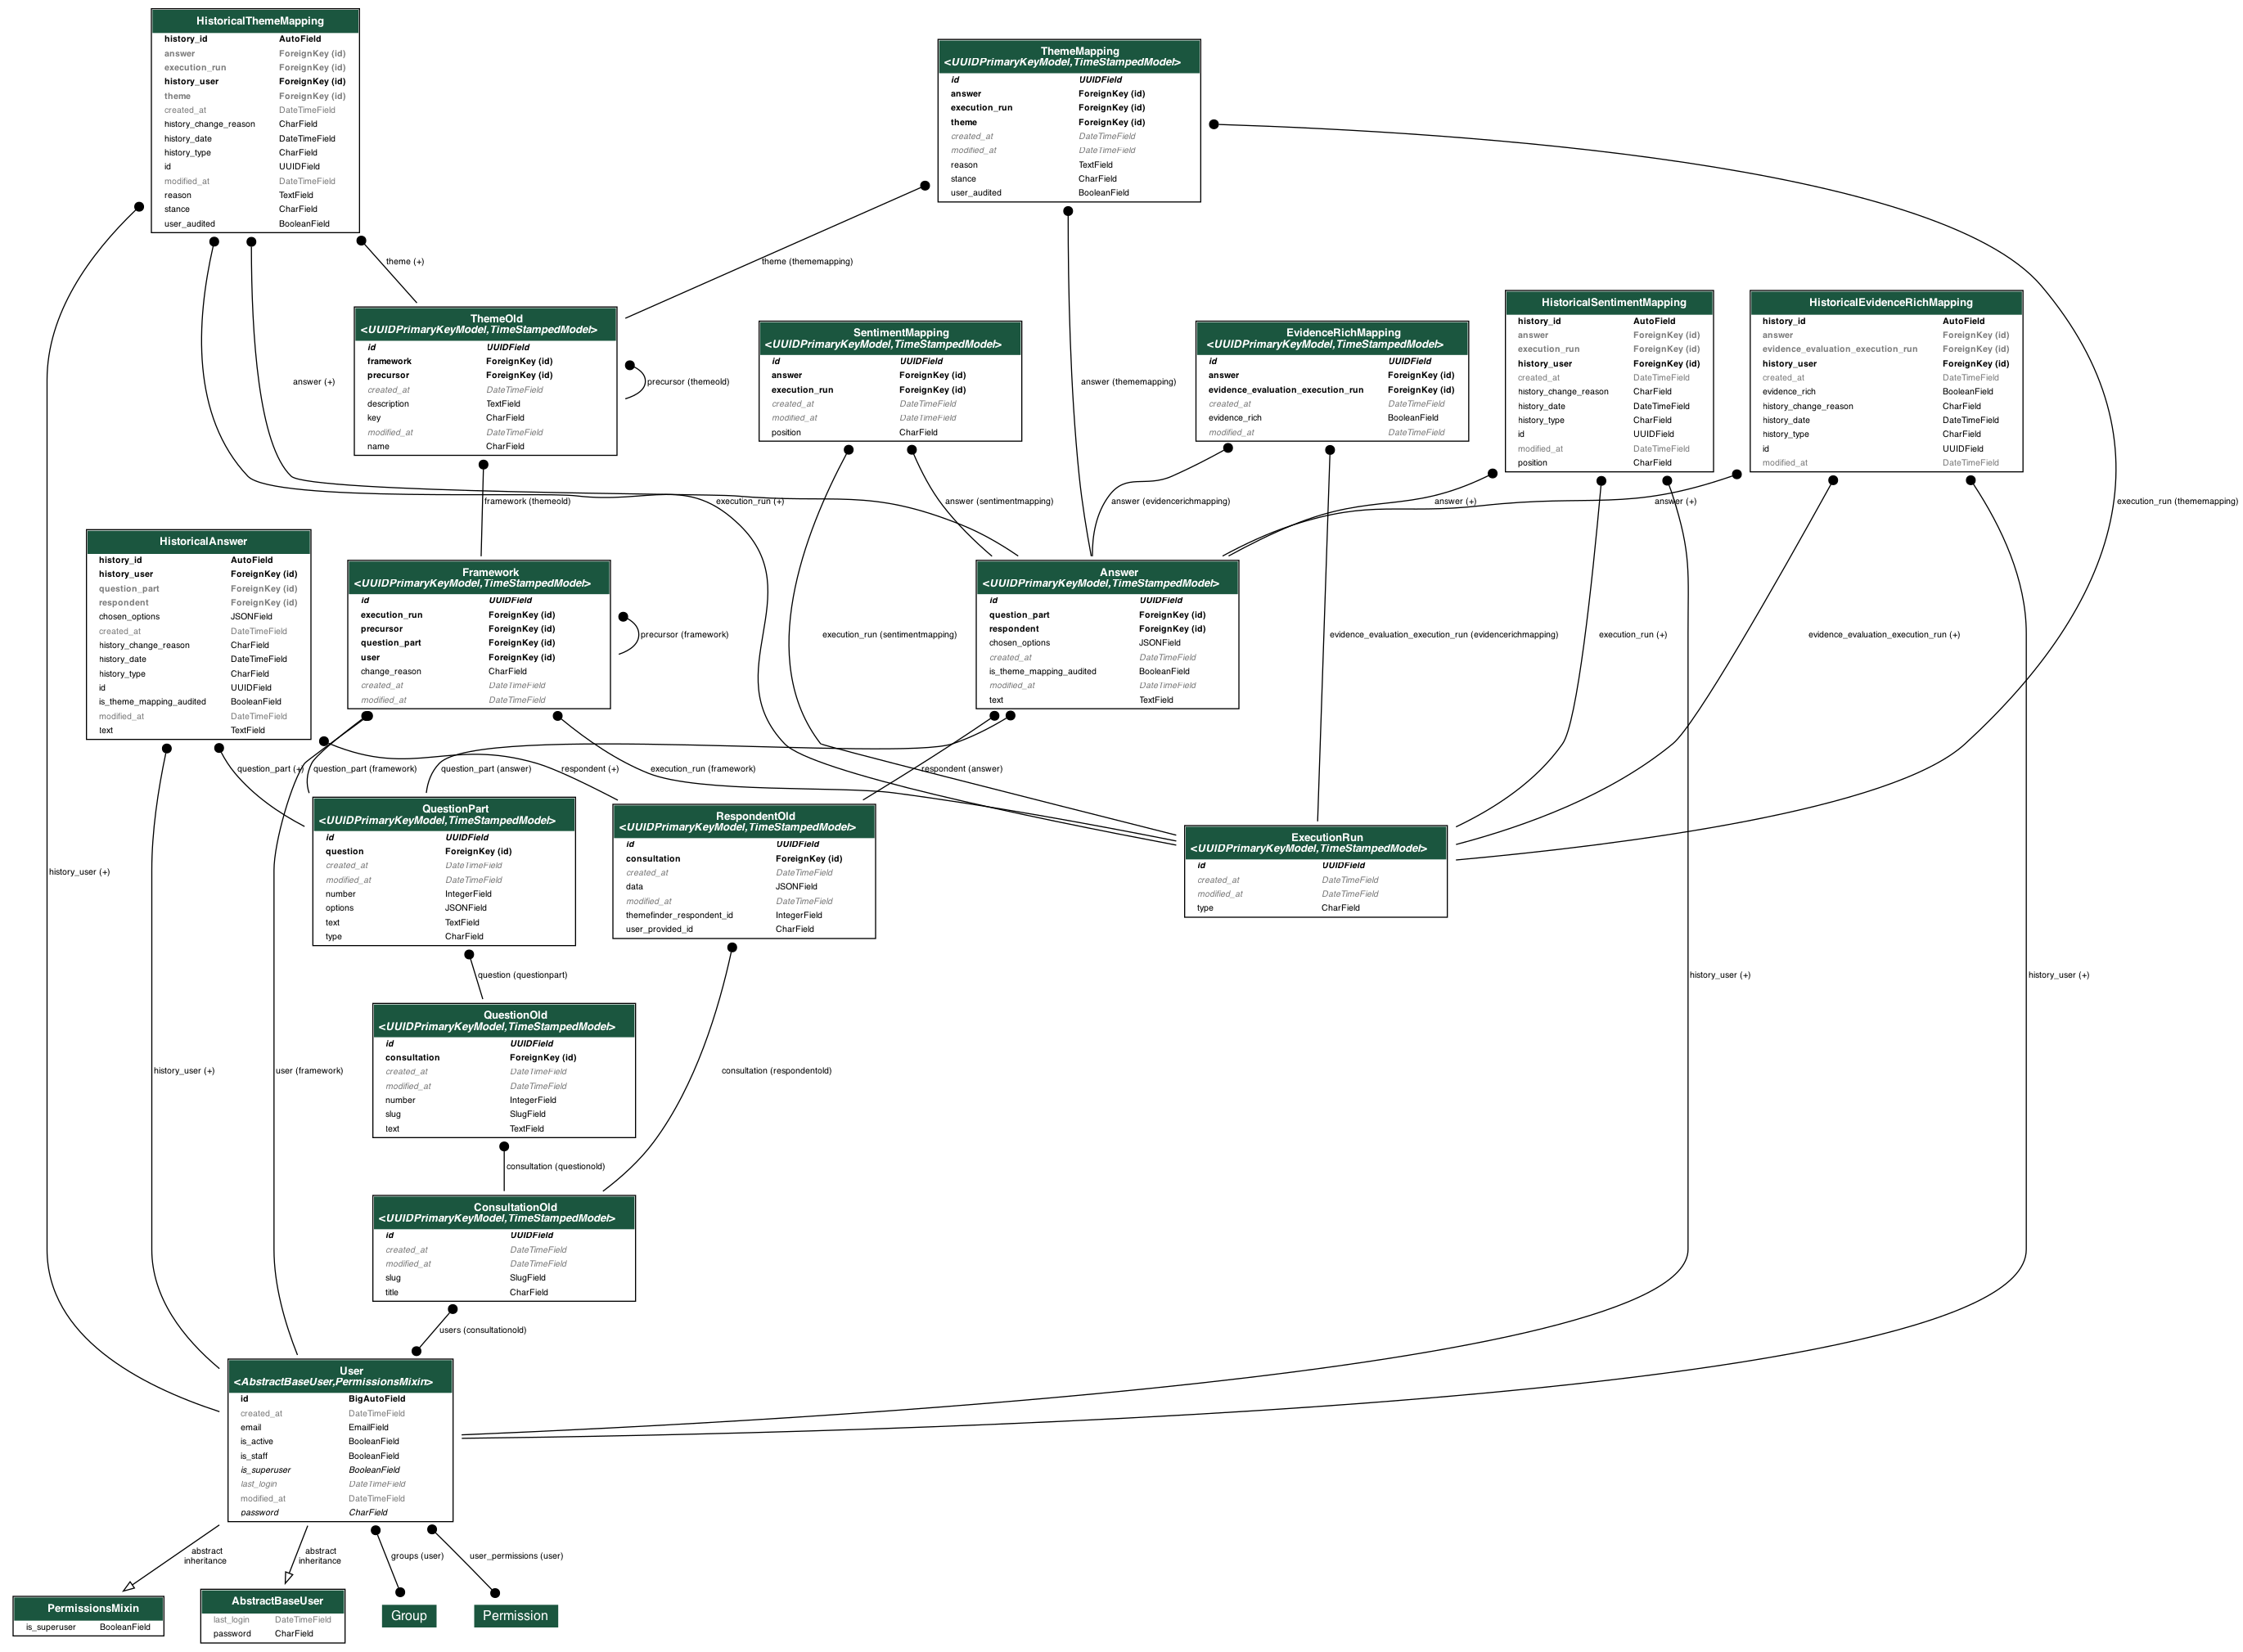 HistoricalThemeMapping
history_id AutoField
answer ForeignKey (id)
execution_run ForeignKey (id)
history_user ForeignKey (id)
theme ForeignKey (id)
created_at DateTimeField
history_change_reason CharField
history_date DateTimeField
history_type CharField
id UUIDField
modified_at DateTimeField
reason TextField
stance CharField
user_audited BooleanField
ThemeMapping
<UUIDPrimaryKeyModel,TimeStampedModel>
id UUIDField
answer ForeignKey (id)
execution_run ForeignKey (id)
theme ForeignKey (id)
created_at DateTimeField
modified_at DateTimeField
reason TextField
stance CharField
user_audited BooleanField
theme (+)
theme (thememapping)
ThemeOld
<UUIDPrimaryKeyModel,TimeStampedModel>
id UUIDField
framework ForeignKey (id)
precursor ForeignKey (id)
created_at DateTimeField
description TextField
key CharField
modified_at DateTimeField
name CharField
SentimentMapping
<UUIDPrimaryKeyModel,TimeStampedModel>
id UUIDField
answer ForeignKey (id)
execution_run ForeignKey (id)
created_at DateTimeField
modified_at DateTimeField
position CharField
EvidenceRichMapping
<UUIDPrimaryKeyModel,TimeStampedModel>
id UUIDField
answer ForeignKey (id)
evidence_evaluation_execution_run ForeignKey (id)
created_at DateTimeField
evidence_rich BooleanField
modified_at DateTimeField
HistoricalSentimentMapping
history_id AutoField
answer ForeignKey (id)
execution_run ForeignKey (id)
history_user ForeignKey (id)
created_at DateTimeField
history_change_reason CharField
history_date DateTimeField
history_type CharField
id UUIDField
modified_at DateTimeField
position CharField
HistoricalEvidenceRichMapping
history_id AutoField
answer ForeignKey (id)
evidence_evaluation_execution_run ForeignKey (id)
history_user ForeignKey (id)
created_at DateTimeField
evidence_rich BooleanField
history_change_reason CharField
history_date DateTimeField
history_type CharField
id UUIDField
modified_at DateTimeField
answer (+)
precursor (themeold)
answer (thememapping)
framework (themeold)
execution_run (+)
answer (sentimentmapping)
answer (evidencerichmapping)
answer (+)
answer (+)
execution_run (thememapping)
HistoricalAnswer
history_id AutoField
history_user ForeignKey (id)
question_part ForeignKey (id)
respondent ForeignKey (id)
chosen_options JSONField
created_at DateTimeField
history_change_reason CharField
history_date DateTimeField
history_type CharField
id UUIDField
is_theme_mapping_audited BooleanField
modified_at DateTimeField
text TextField
Framework
<UUIDPrimaryKeyModel,TimeStampedModel>
id UUIDField
execution_run ForeignKey (id)
precursor ForeignKey (id)
question_part ForeignKey (id)
user ForeignKey (id)
change_reason CharField
created_at DateTimeField
modified_at DateTimeField
precursor (framework)
execution_run (sentimentmapping)
Answer
<UUIDPrimaryKeyModel,TimeStampedModel>
id UUIDField
question_part ForeignKey (id)
respondent ForeignKey (id)
chosen_options JSONField
created_at DateTimeField
is_theme_mapping_audited BooleanField
modified_at DateTimeField
text TextField
evidence_evaluation_execution_run (evidencerichmapping)
execution_run (+)
evidence_evaluation_execution_run (+)
question_part (+)
question_part (framework)
question_part (answer)
respondent (+)
execution_run (framework)
respondent (answer)
QuestionPart
<UUIDPrimaryKeyModel,TimeStampedModel>
id UUIDField
question ForeignKey (id)
created_at DateTimeField
modified_at DateTimeField
number IntegerField
options JSONField
text TextField
type CharField
RespondentOld
<UUIDPrimaryKeyModel,TimeStampedModel>
id UUIDField
consultation ForeignKey (id)
created_at DateTimeField
data JSONField
modified_at DateTimeField
themefinder_respondent_id IntegerField
user_provided_id CharField
ExecutionRun
<UUIDPrimaryKeyModel,TimeStampedModel>
id UUIDField
created_at DateTimeField
modified_at DateTimeField
type CharField
history_user (+)
question (questionpart)
history_user (+)
history_user (+)
QuestionOld
<UUIDPrimaryKeyModel,TimeStampedModel>
id UUIDField
consultation ForeignKey (id)
created_at DateTimeField
modified_at DateTimeField
number IntegerField
slug SlugField
text TextField
history_user (+)
user (framework)
consultation (respondentold)
consultation (questionold)
ConsultationOld
<UUIDPrimaryKeyModel,TimeStampedModel>
id UUIDField
created_at DateTimeField
modified_at DateTimeField
slug SlugField
title CharField
users (consultationold)
User
<AbstractBaseUser,PermissionsMixin>
id BigAutoField
created_at DateTimeField
email EmailField
is_active BooleanField
is_staff BooleanField
is_superuser BooleanField
last_login DateTimeField
modified_at DateTimeField
password CharField
abstract
inheritance
abstract
inheritance
groups (user)
user_permissions (user)
PermissionsMixin
is_superuser BooleanField
AbstractBaseUser
last_login DateTimeField
password CharField
Group
Permission